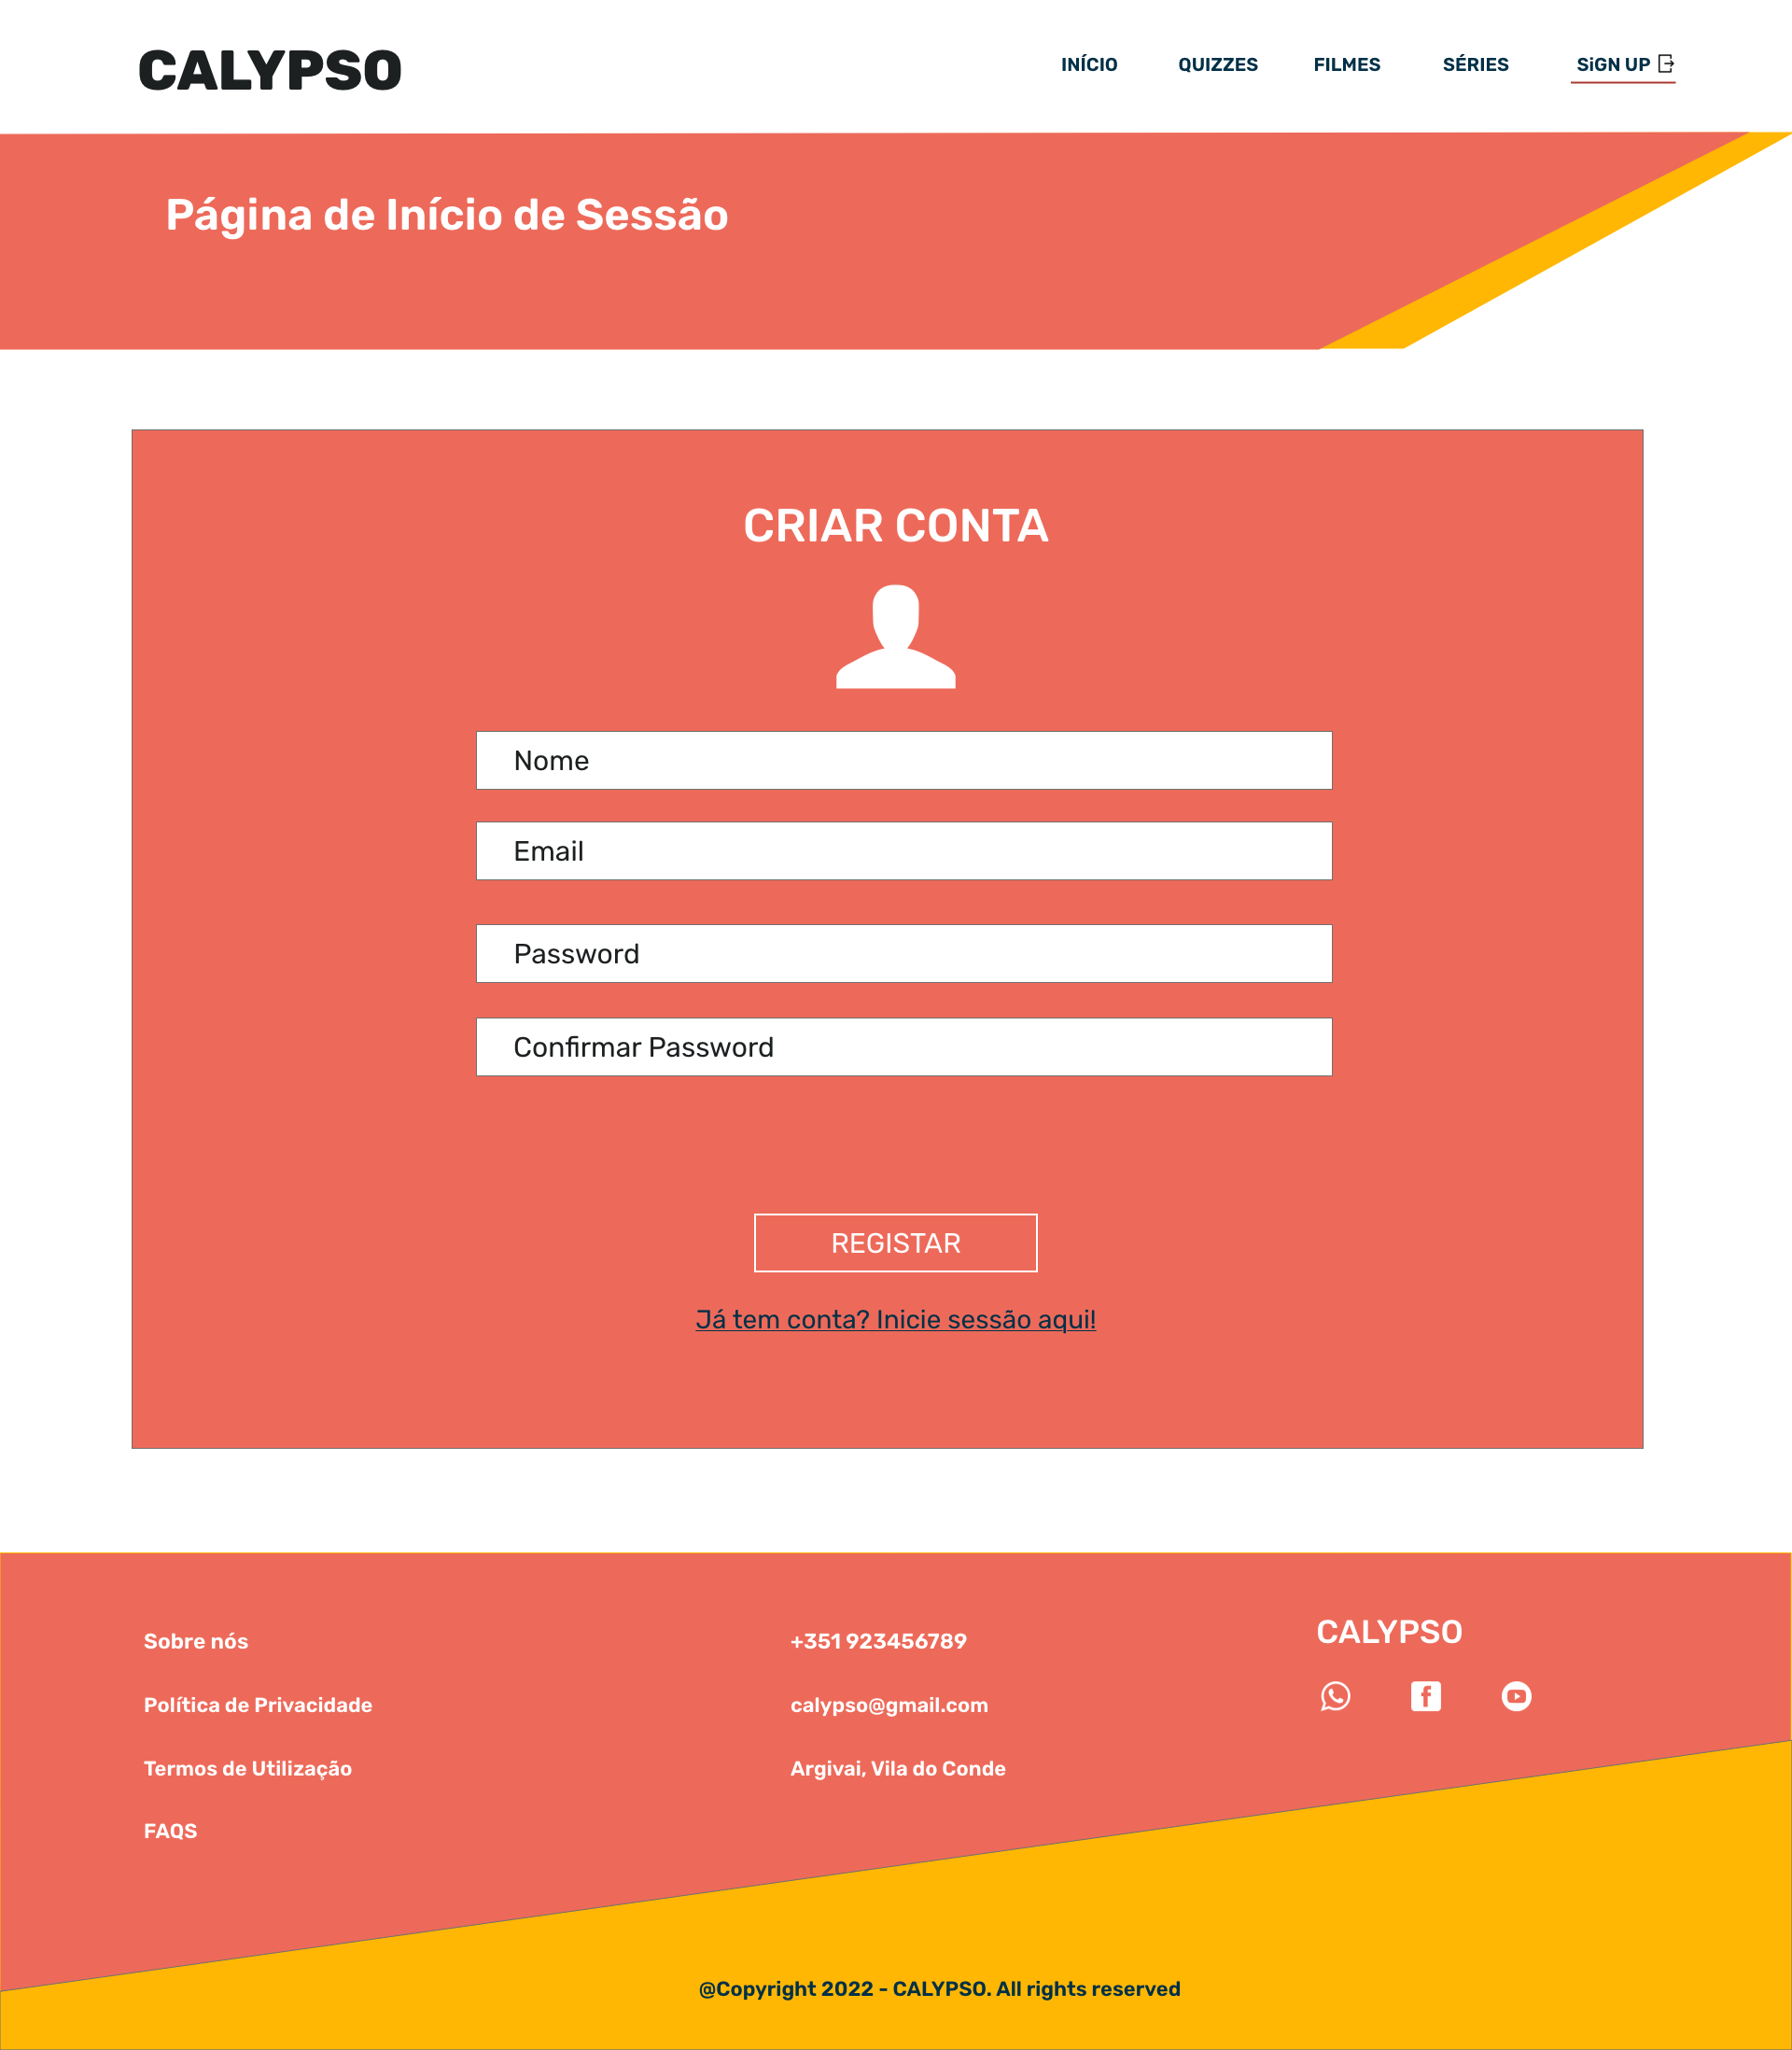 CALYPSO
INÍCIO QUIZZES FILMES SÉRIES SiGN UP
Página de Início de Sessão
CRIAR CONTA
Nome
Email
Password
Confirmar Password
REGISTAR
Já tem conta? Inicie sessão aqui!
Sobre nós
Política de Privacidade
Termos de Utilização
FAQS
+351 923456789
calypso@gmail.com
Argivai, Vila do Conde
CALYPSO
@Copyright 2022 - CALYPSO. All rights reserved